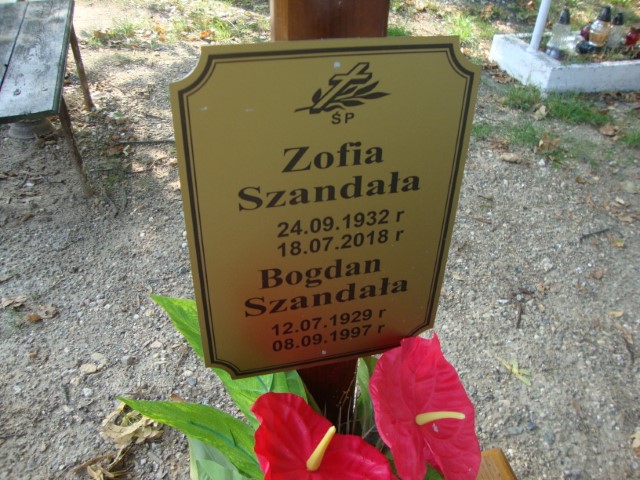 ŚP
Zofia
Szandała
24.09.1932 r
18.07.2018 r
Bogdan
Szandała
12.07.1929 r
08.09.1997 r